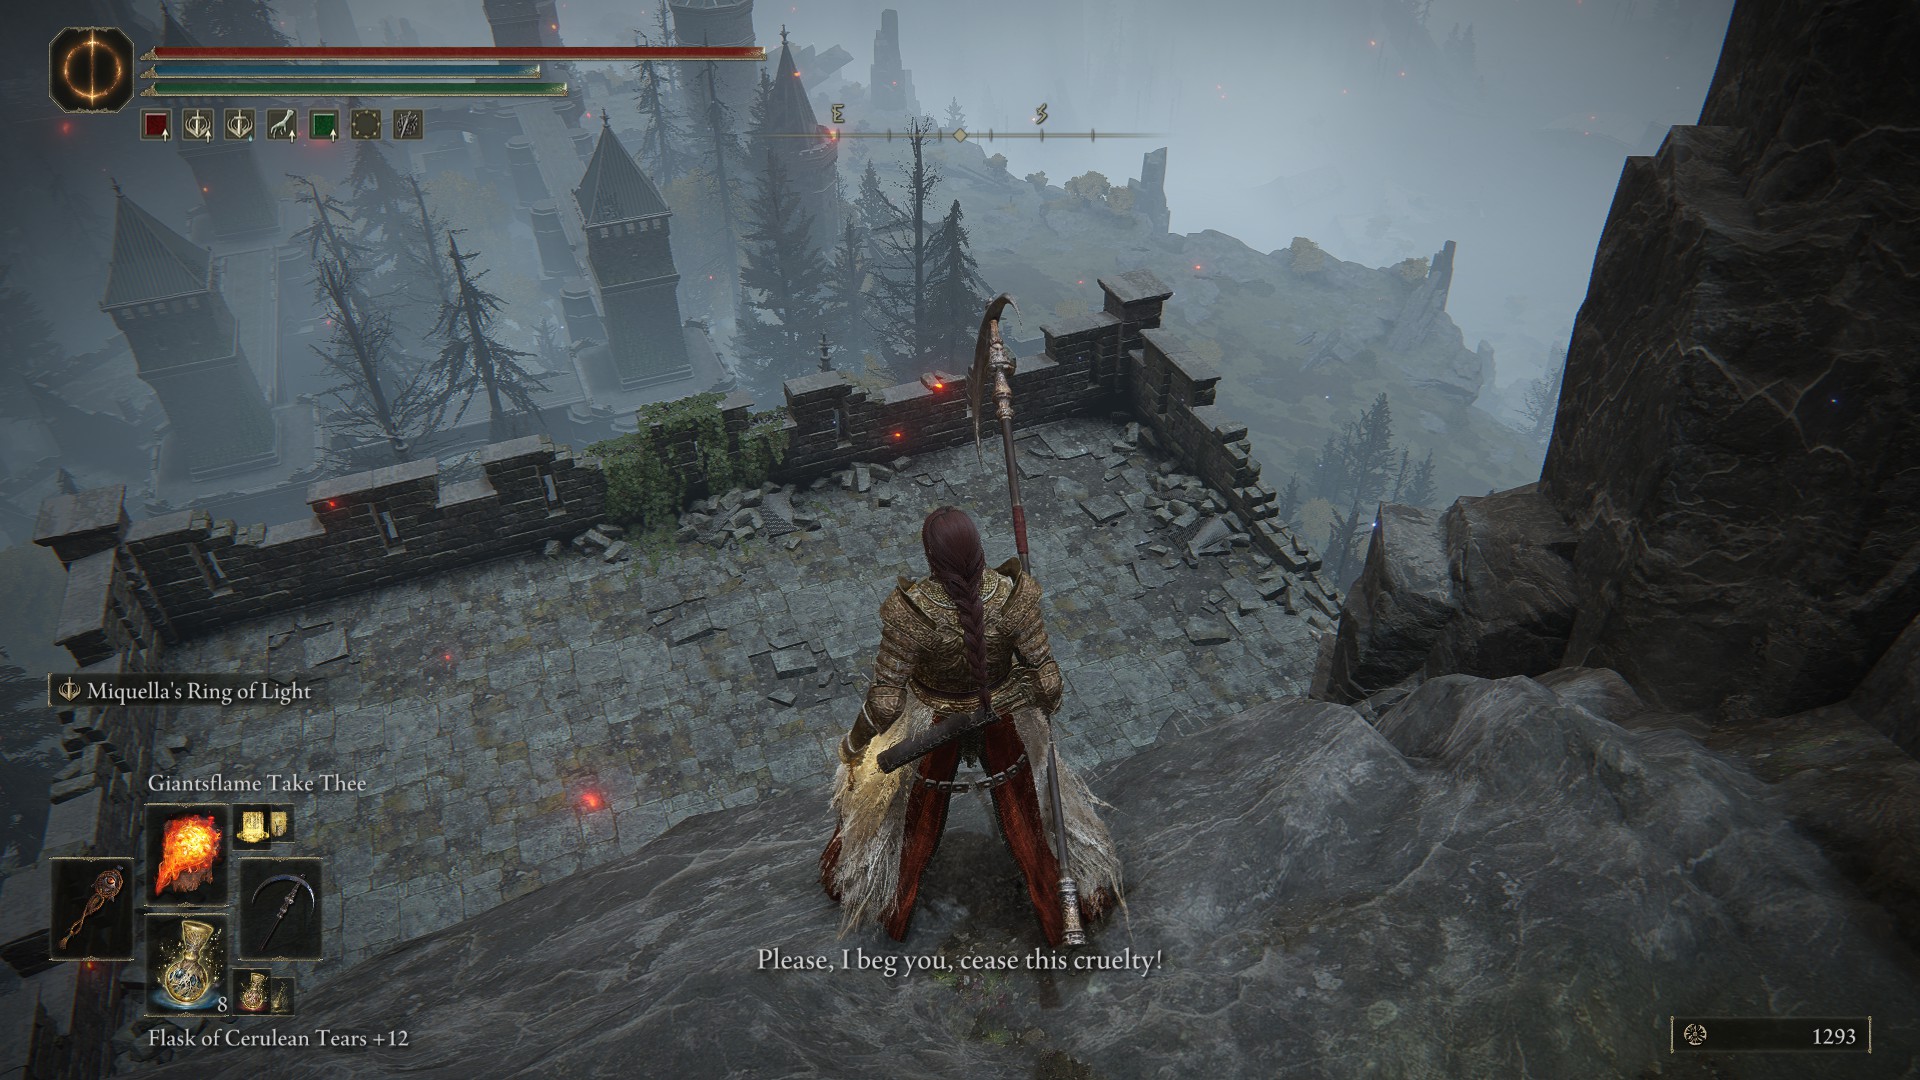 E
S
Miquella's Ring of Light
Giantsflame Take Thee
8
Flask of Cerulean Tears +12
Please, I beg you, cease this cruelty!
1293